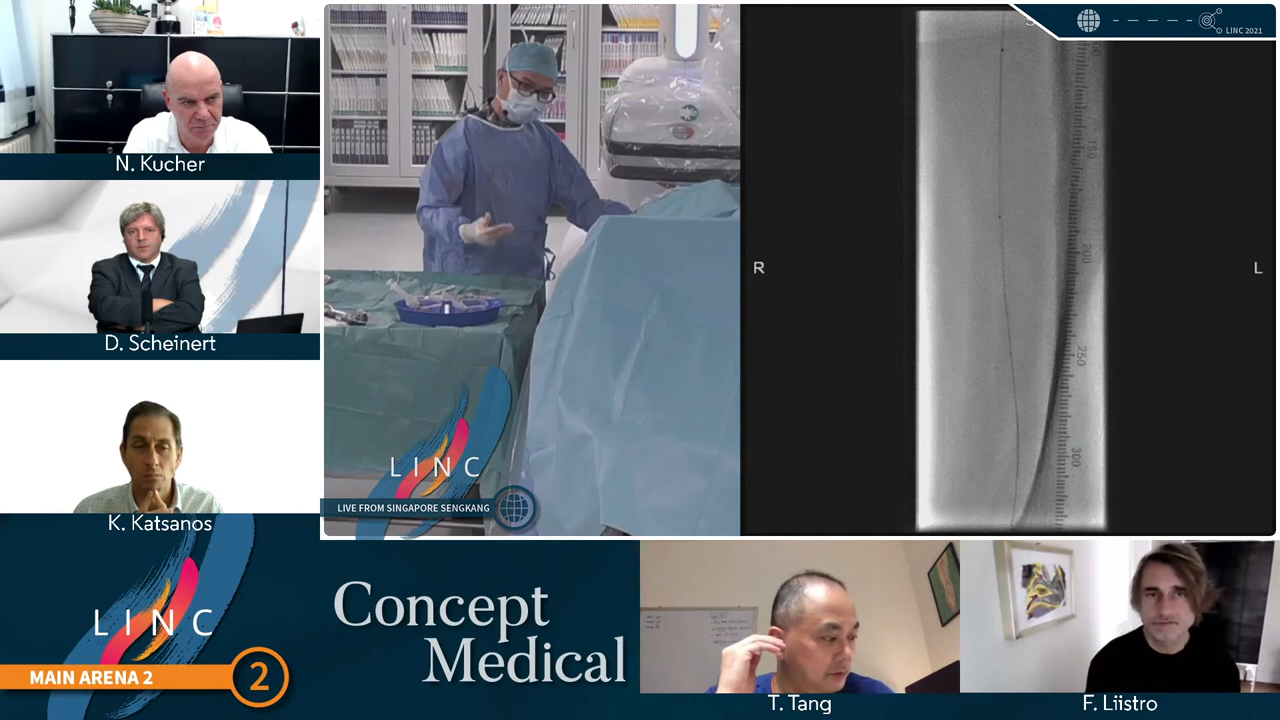 N. Kucher
D. Scheinert
K. Katsanos
LINC
MAIN ARENA 2
2
LINC
LIVE FROM SINGAPORE SENGKANG
R
L
150
200
250
300
LINC 2021
Concept
Medical
T. Tang
F. Liistro